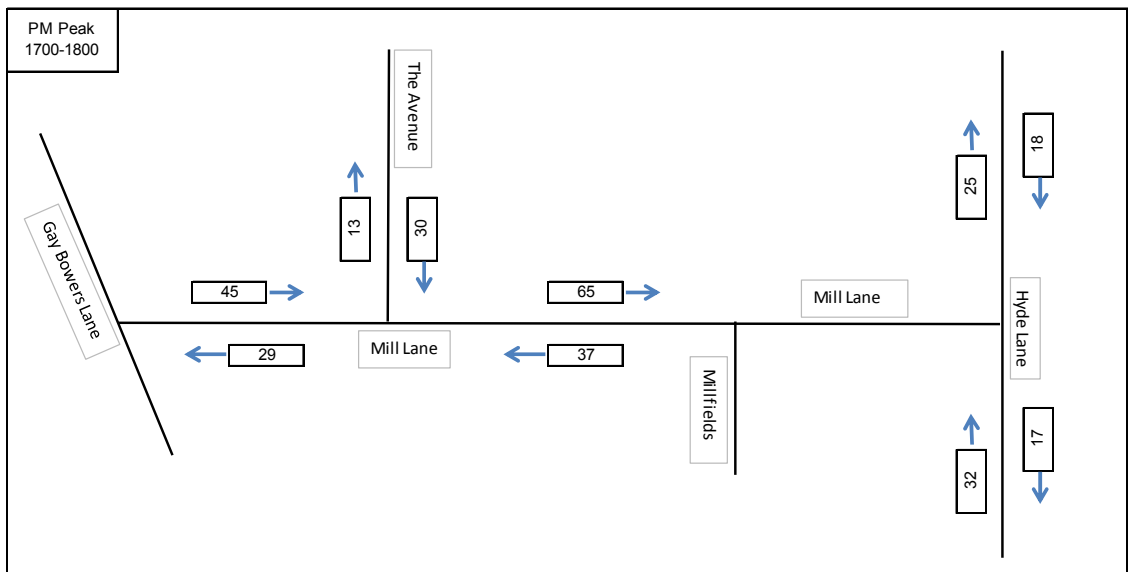 PM Peak
1700-1800
The Avenue
18
25
13
30
Gay Bowers Lane
45
65
Mill Lane
Hyde Lane
29
Mill Lane
37
Millfields
17
32